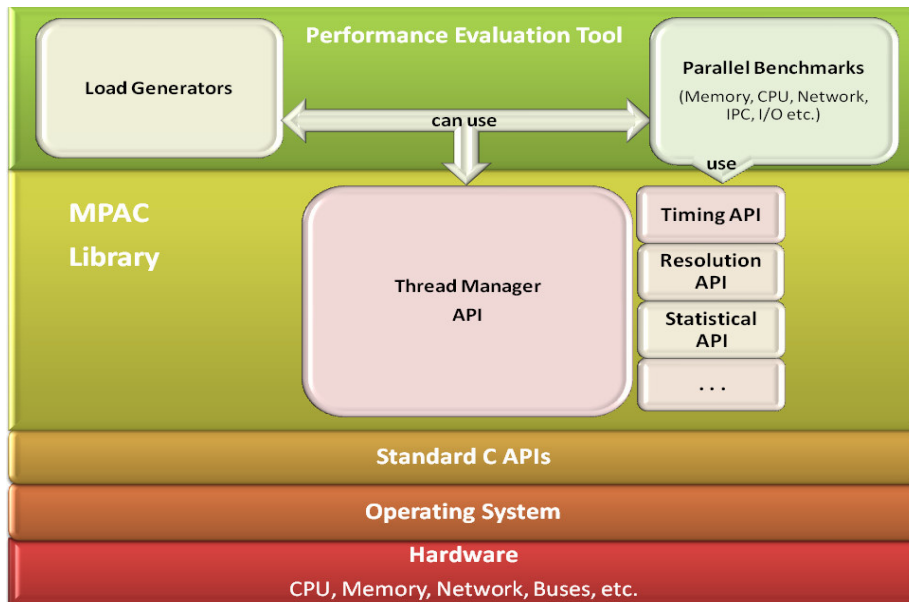 Performance Evaluation Tool
Load Generators
Parallel Benchmarks
(Memory, CPU, Network,
IPC, I/O etc.)
can use
use
MPAC
Library
Thread Manager
API
Timing API
Resolution
API
Statistical
API
. . .
Standard C APIs
Operating System
Hardware
CPU, Memory, Network, Buses, etc.